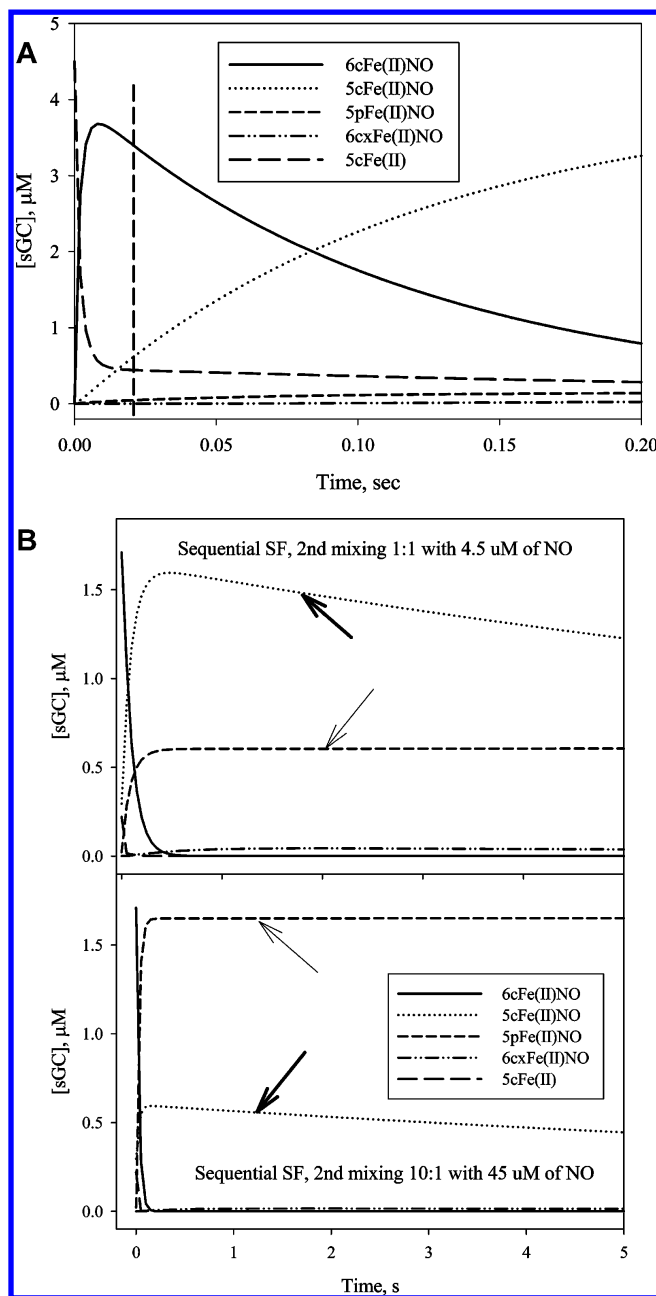 A
5
4
3
2
1
0
[sGC], µM
6cFe(II)NO
5cFe(II)NO
5pFe(II)NO
6cxFe(II)NO
5cFe(II)
0.00 0.05 0.10 0.15 0.20
Time, sec
B
Sequential SF, 2nd mixing 1:1 with 4.5 uM of NO
1.5
1.0
0.5
0.0
[sGC], µM
1.5
1.0
0.5
0.0
[sGC], µM
6cFe(II)NO
5cFe(II)NO
5pFe(II)NO
6cxFe(II)NO
5cFe(II)
Sequential SF, 2nd mixing 10:1 with 45 uM of NO
0 1 2 3 4 5
Time, s